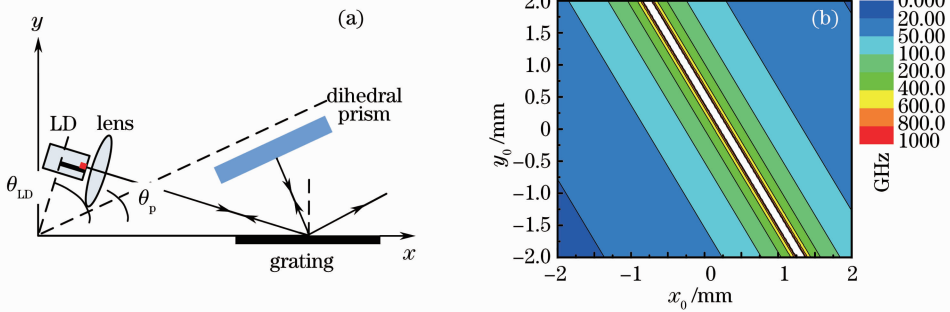 (a)
y
dihedral
prism
LD
lens
θLD
θp
grating
x
(b)
2.0
1.5
1.0
0.5
0
−0.5
−1.0
−1.5
−2.0
y0/mm
−2
−1
0
1
2
x0/mm
0.000
20.00
50.00
100.0
200.0
400.0
600.0
800.0
1000
GHz